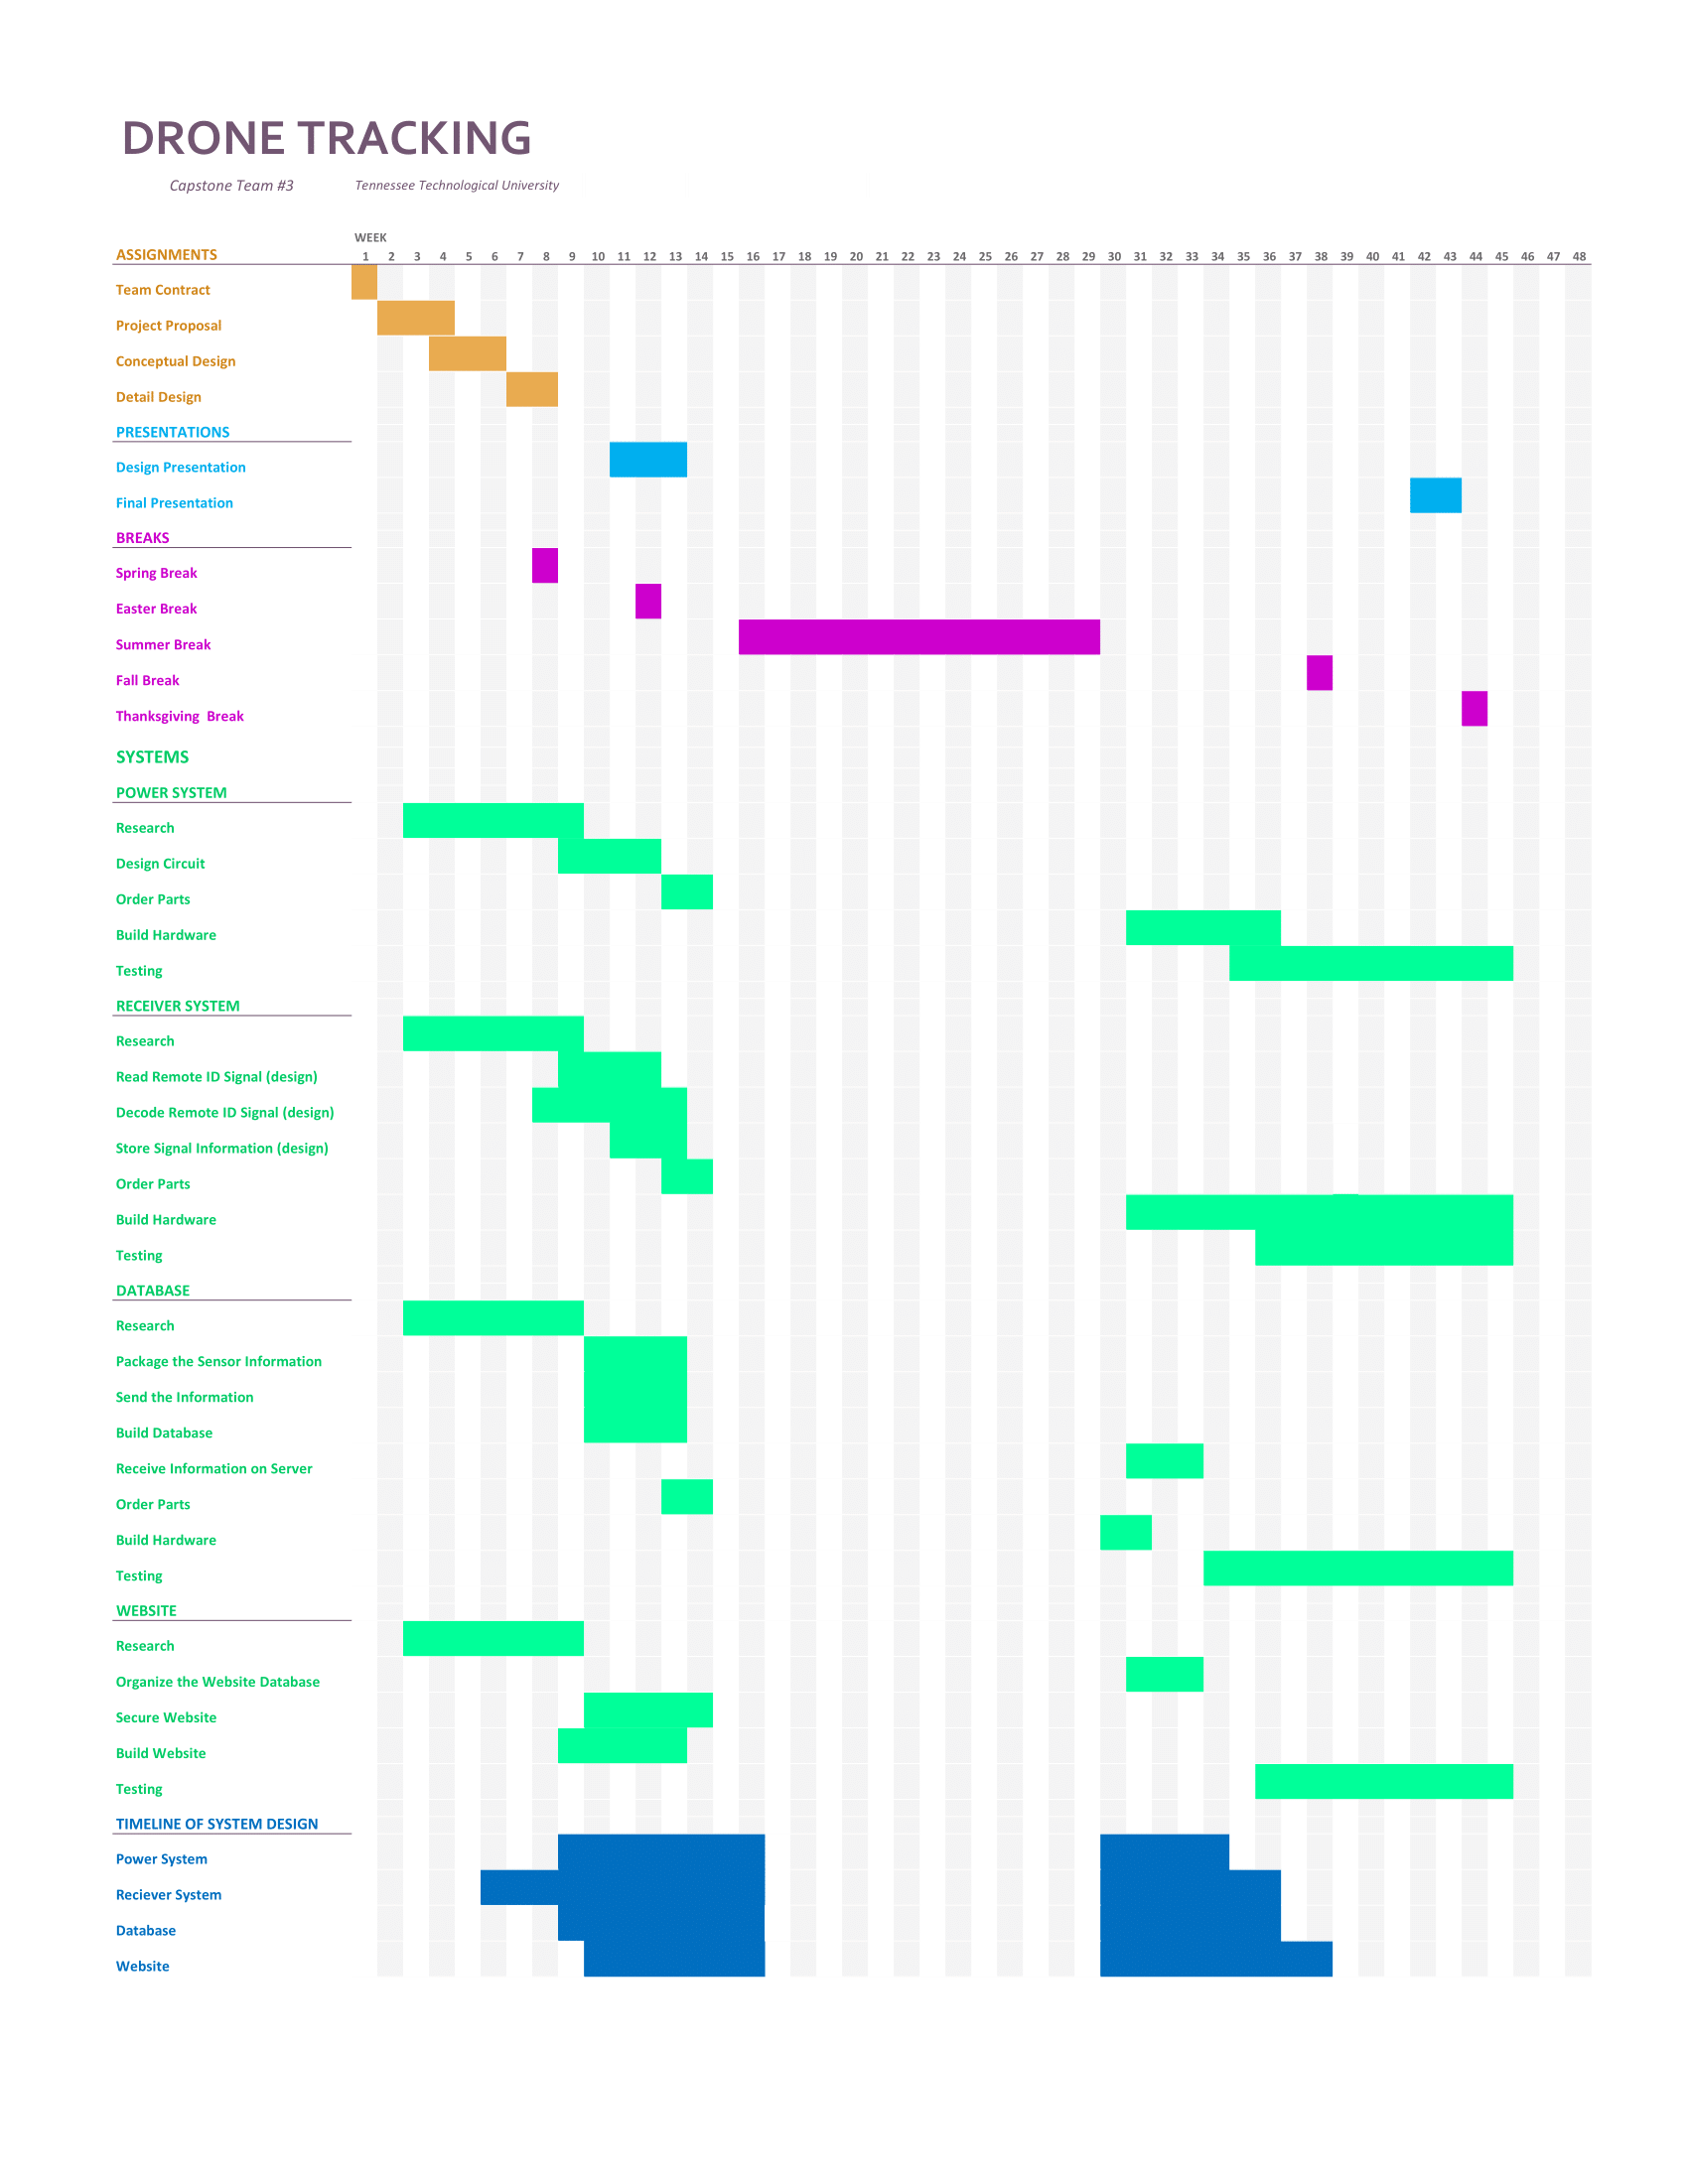 DRONE TRACKING
Capstone Team #3 Tennessee Technological University
WEEK
ASSIGNMENTS 1 2 3 4 5 6 7 8 9 10 11 12 13 14 15 16 17 18 19 20 21 22 23 24 25 26 27 28 29 30 31 32 33 34 35 36 37 38 39 40 41 42 43 44 45 46 47 48
Team Contract
Project Proposal
Conceptual Design
Detail Design
PRESENTATIONS
Design Presentation
Final Presentation
BREAKS
Spring Break
Easter Break
Summer Break
Fall Break
Thanksgiving  Break
SYSTEMS
POWER SYSTEM
Research
Design Circuit
Order Parts
Build Hardware
Testing
RECEIVER SYSTEM
Research
Read Remote ID Signal (design)
Decode Remote ID Signal (design)
Store Signal Information (design)
Order Parts
Build Hardware
Testing
DATABASE
Research
Package the Sensor Information
Send the Information
Build Database
Receive Information on Server
Order Parts
Build Hardware
Testing
WEBSITE
Research
Organize the Website Database
Secure Website
Build Website
Testing
TIMELINE OF SYSTEM DESIGN
Power System
Reciever System
Database
Website